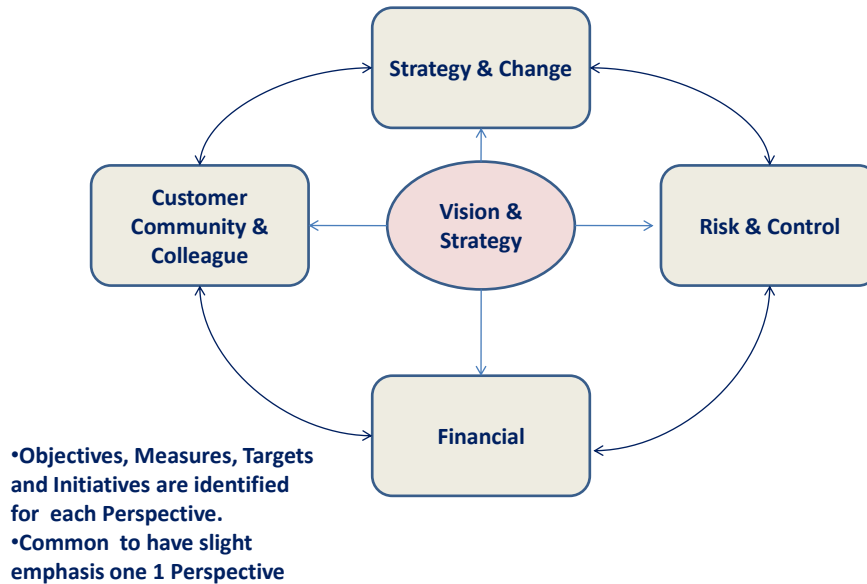 Strategy & Change
Customer
Community &
Colleague
Vision &
Strategy
Risk & Control
Financial
•Objectives, Measures, Targets
and Initiatives are identified
for each Perspective.
•Common to have slight
emphasis one 1 Perspective